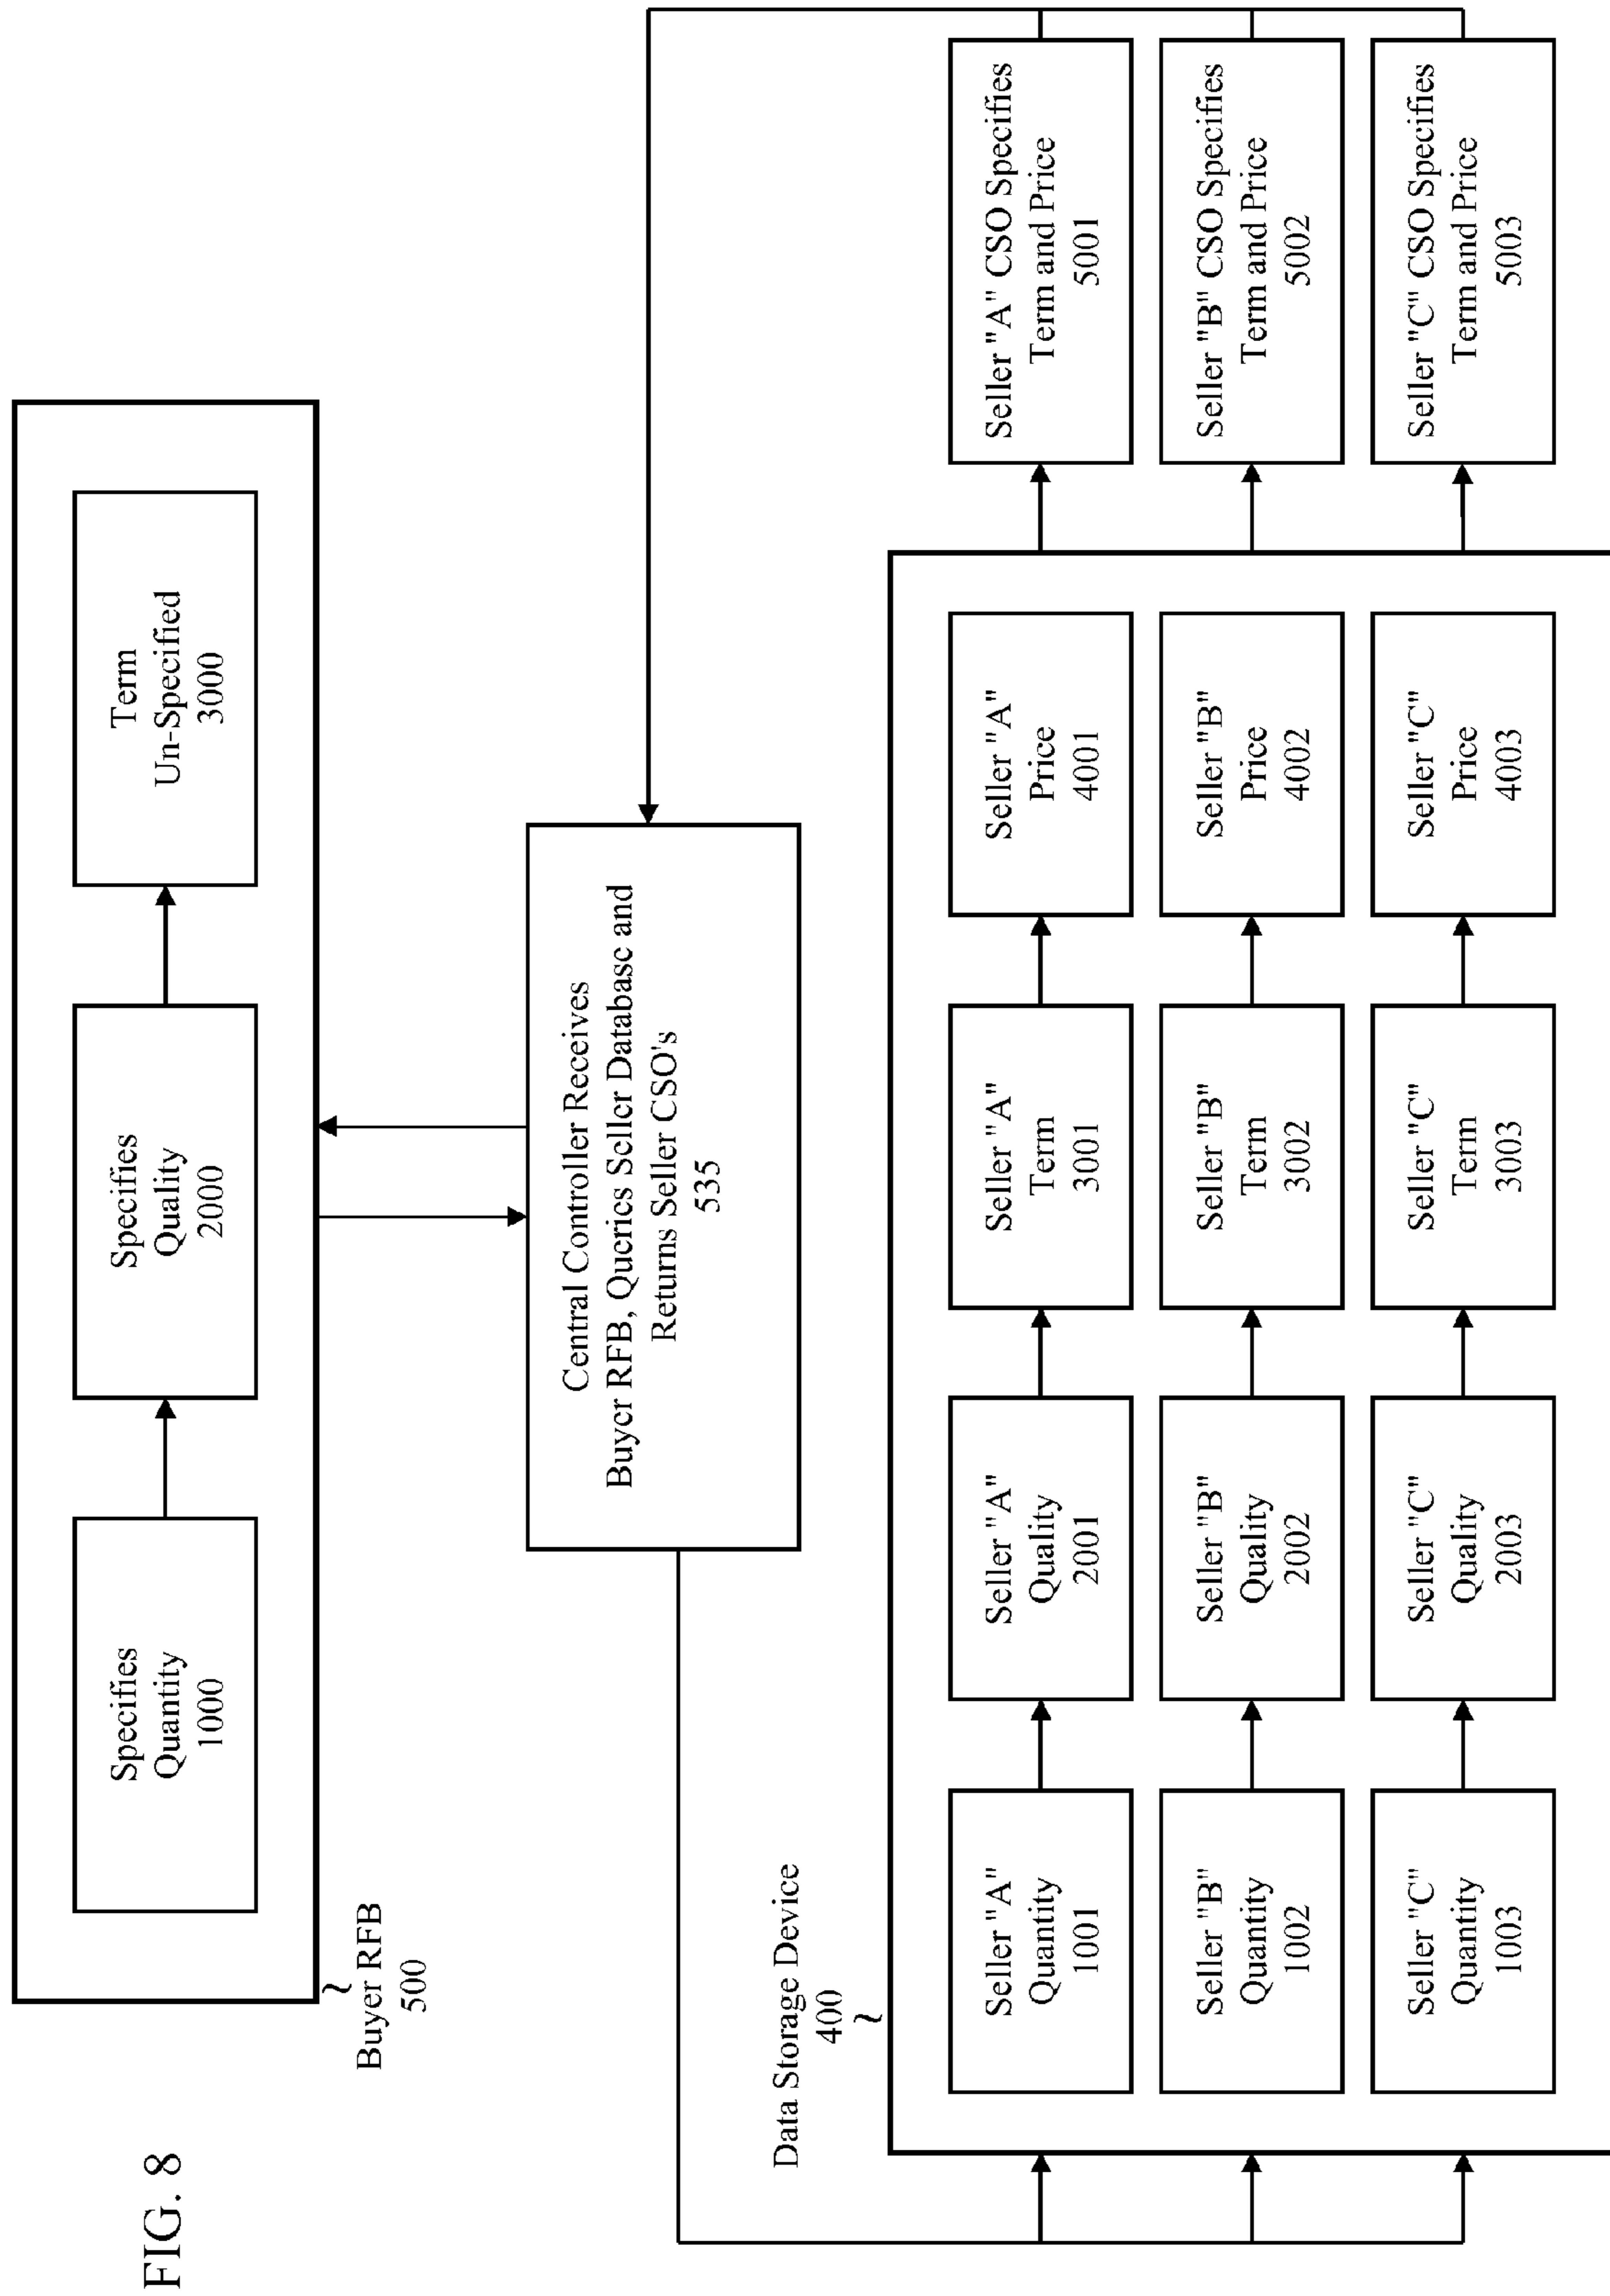 FIG. 8
Specifies
Quantity
1000
Specifies
Quality
2000
Term
Un-Specified
3000
Buyer RFB
500
Central Controller Receives
Buyer RFB, Queries Seller Database and
Returns Seller CSO's
535
Data Storage Device
400
Seller "A"
Quantity
1001
Seller "A"
Quality
2001
Seller "A"
Term
3001
Seller "A"
Price
4001
Seller "A" CSO Specifies
Term and Price
5001
Seller "B"
Quantity
1002
Seller "B"
Quality
2002
Seller "B"
Term
3002
Seller "B"
Price
4002
Seller "B" CSO Specifies
Term and Price
5002
Seller "C"
Quantity
1003
Seller "C"
Quality
2003
Seller "C"
Term
3003
Seller "C"
Price
4003
Seller "C" CSO Specifies
Term and Price
5003